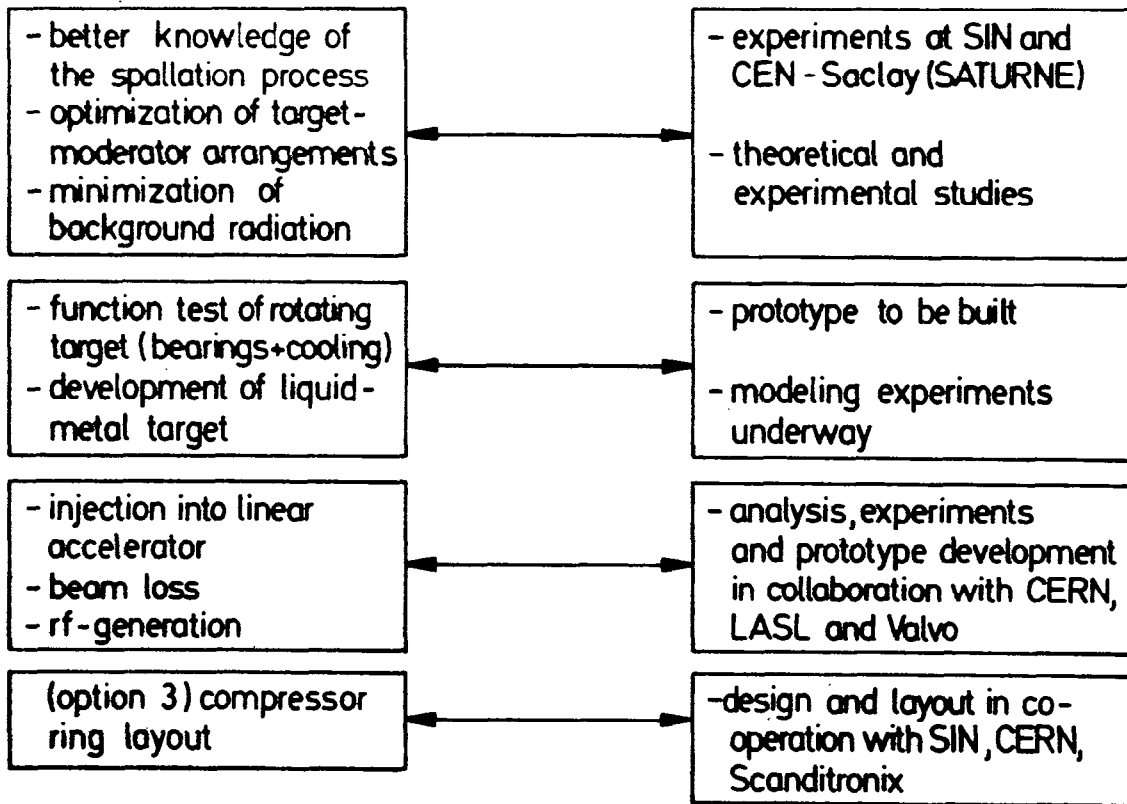 - better knowledge of
the spallation process
- optimization of target-
moderator arrangements
- minimization of
background radiation
- experiments at SIN and
CEN - Saclay (SATURNE)
- theoretical and
experimental studies
- function test of rotating
target (bearings+cooling)
- development of liquid-
metal target
- prototype to be built
- modeling experiments
underway
- injection into linear
accelerator
- beam loss
- rf-generation
- analysis, experiments
and prototype development
in collaboration with CERN,
LASL and Valvo
(option 3) compressor
ring layout
- design and layout in co-
operation with SIN, CERN,
Scanditronix